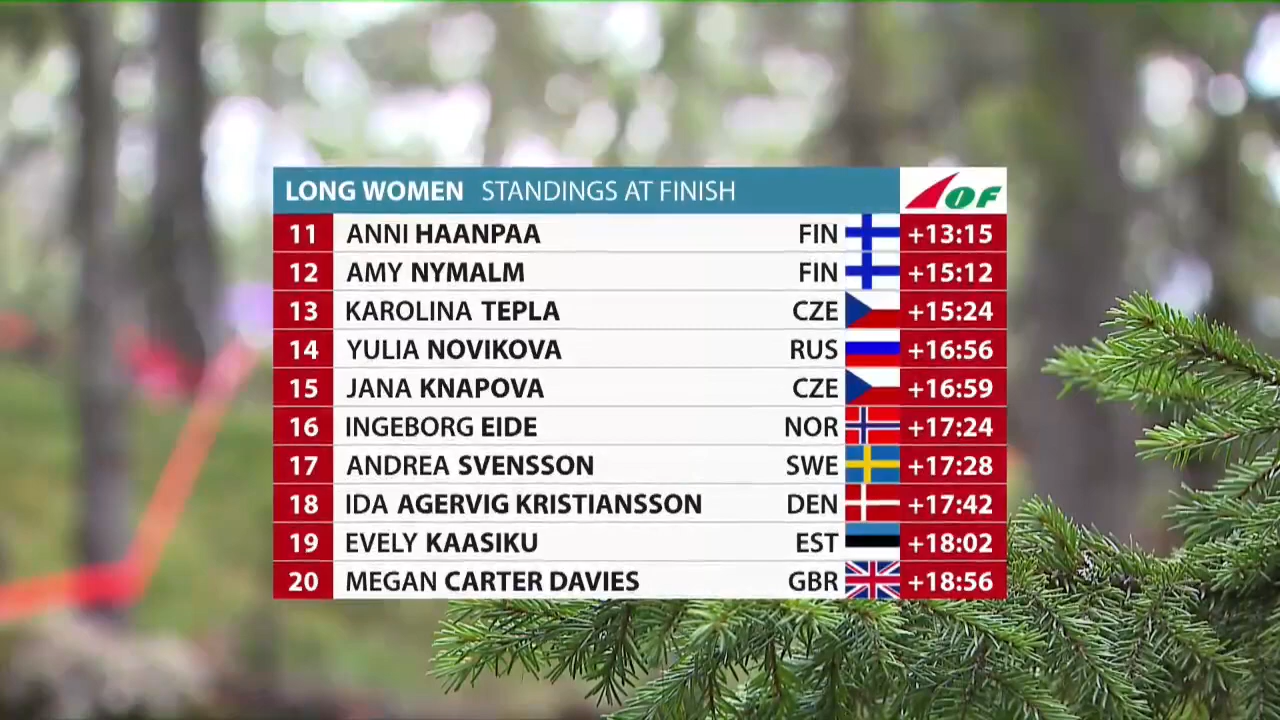 LONG WOMEN STANDINGS AT FINISH IOF
11 ANNI HAANPAA FIN +13:15
12 AMY NYMALM FIN +15:12
13 KAROLINA TEPLA CZE +15:24
14 YULIA NOVIKOVA RUS +16:56
15 JANA KNAPOVA CZE +16:59
16 INGEBORG EIDE NOR +17:24
17 ANDREA SVENSSON SWE +17:28
18 IDA AGERVIG KRISTIANSSON DEN +17:42
19 EVELY KAASIKU EST +18:02
20 MEGAN CARTER DAVIES GBR +18:56